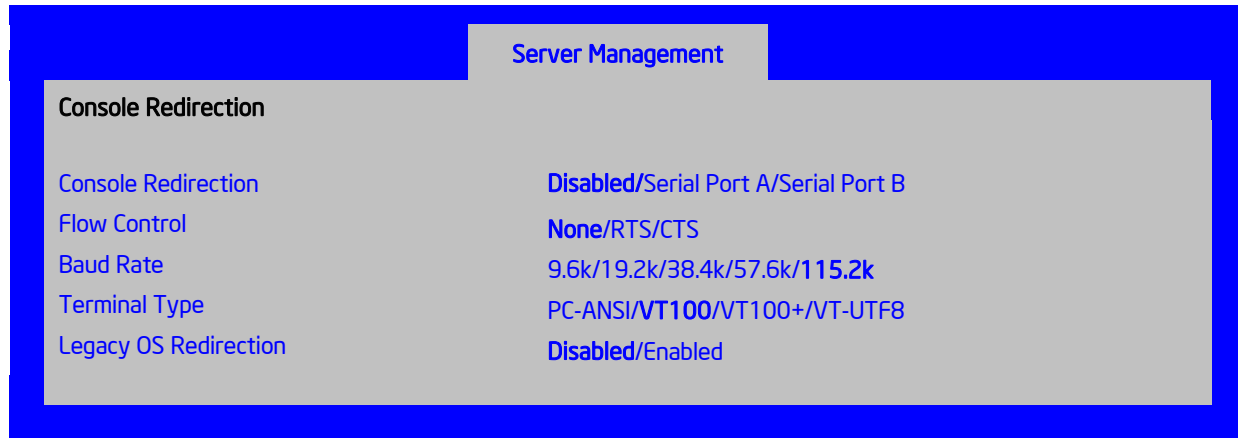 Server Management
Console Redirection
Console Redirection Disabled/Serial Port A/Serial Port B
Flow Control None/RTS/CTS
Baud Rate 9.6k/19.2k/38.4k/57.6k/115.2k
Terminal Type PC-ANSI/VT100/VT100+/VT-UTF8
Legacy OS Redirection Disabled/Enabled